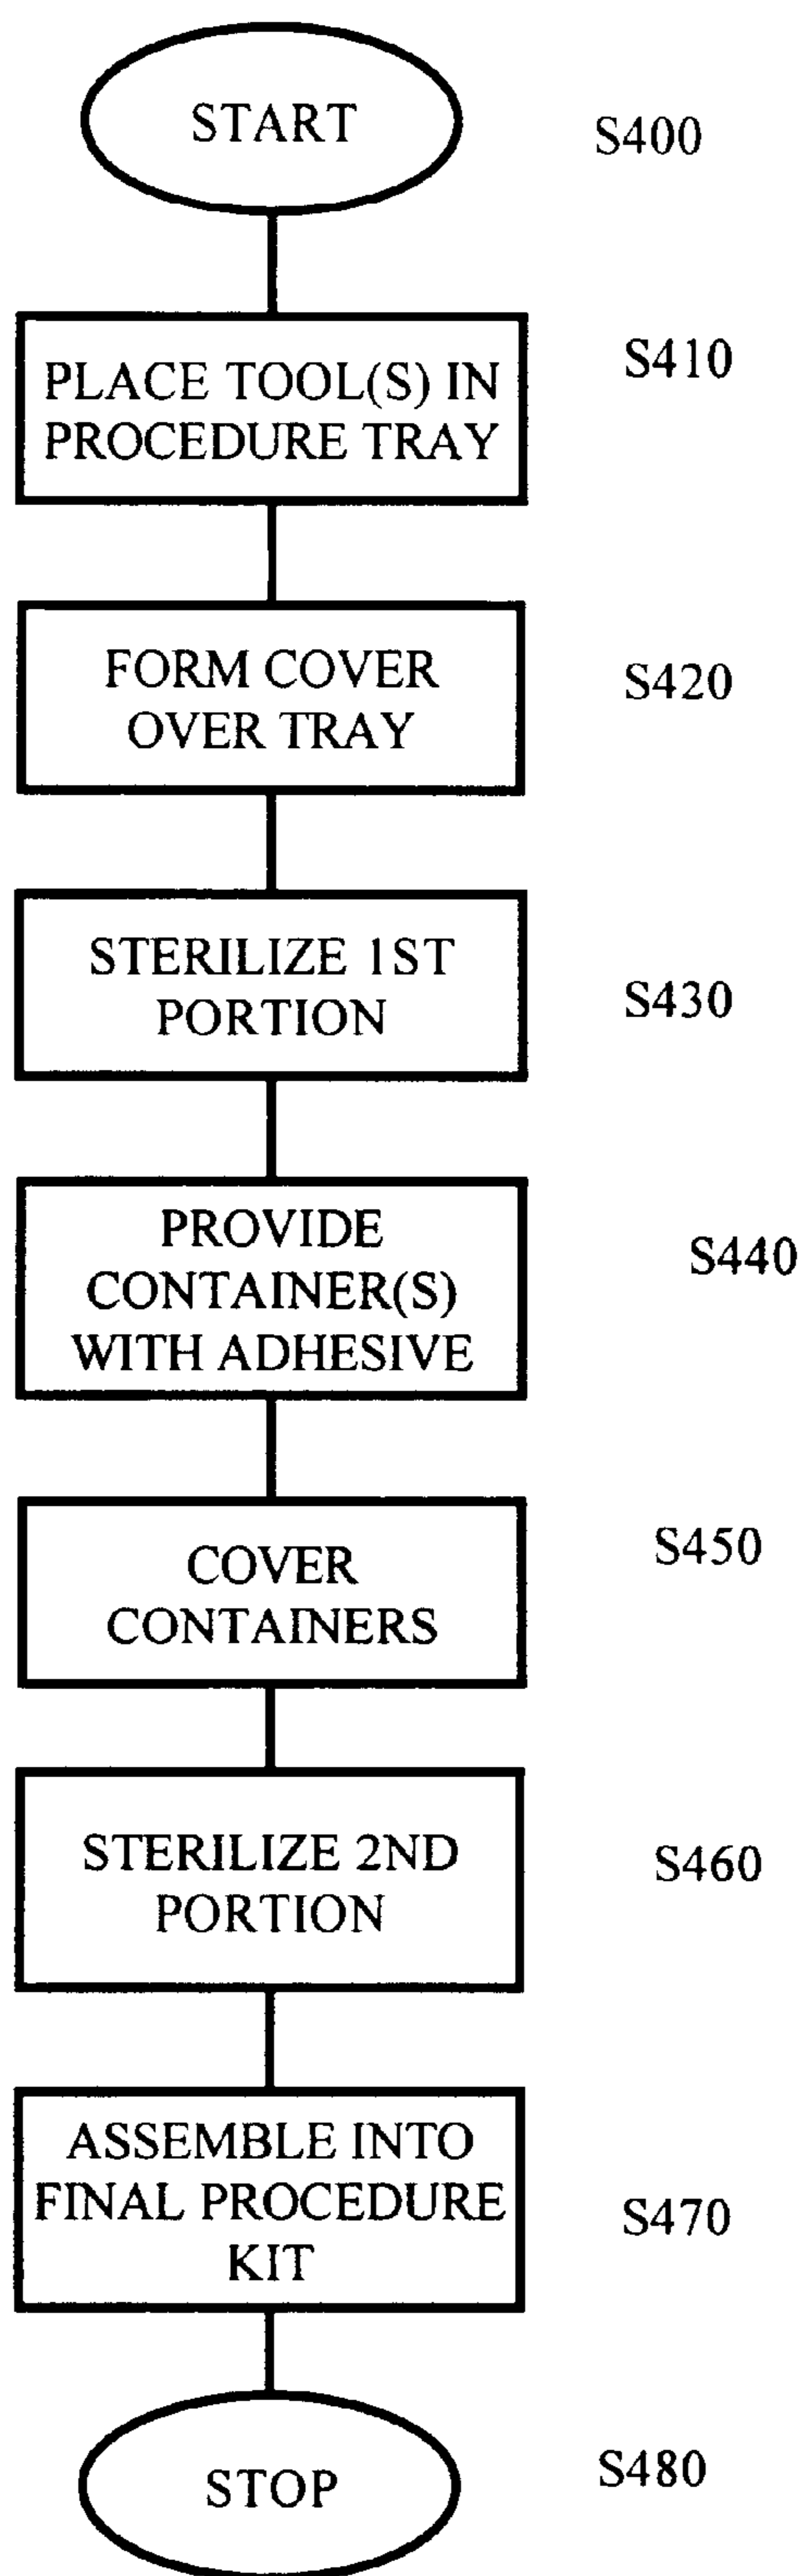 START
S400
PLACE TOOL(S) IN
PROCEDURE TRAY
S410
FORM COVER
OVER TRAY
S420
STERILIZE 1ST
PORTION
S430
PROVIDE
CONTAINER(S)
WITH ADHESIVE
S440
COVER
CONTAINERS
S450
STERILIZE 2ND
PORTION
S460
ASSEMBLE INTO
FINAL PROCEDURE
KIT
S470
STOP
S480